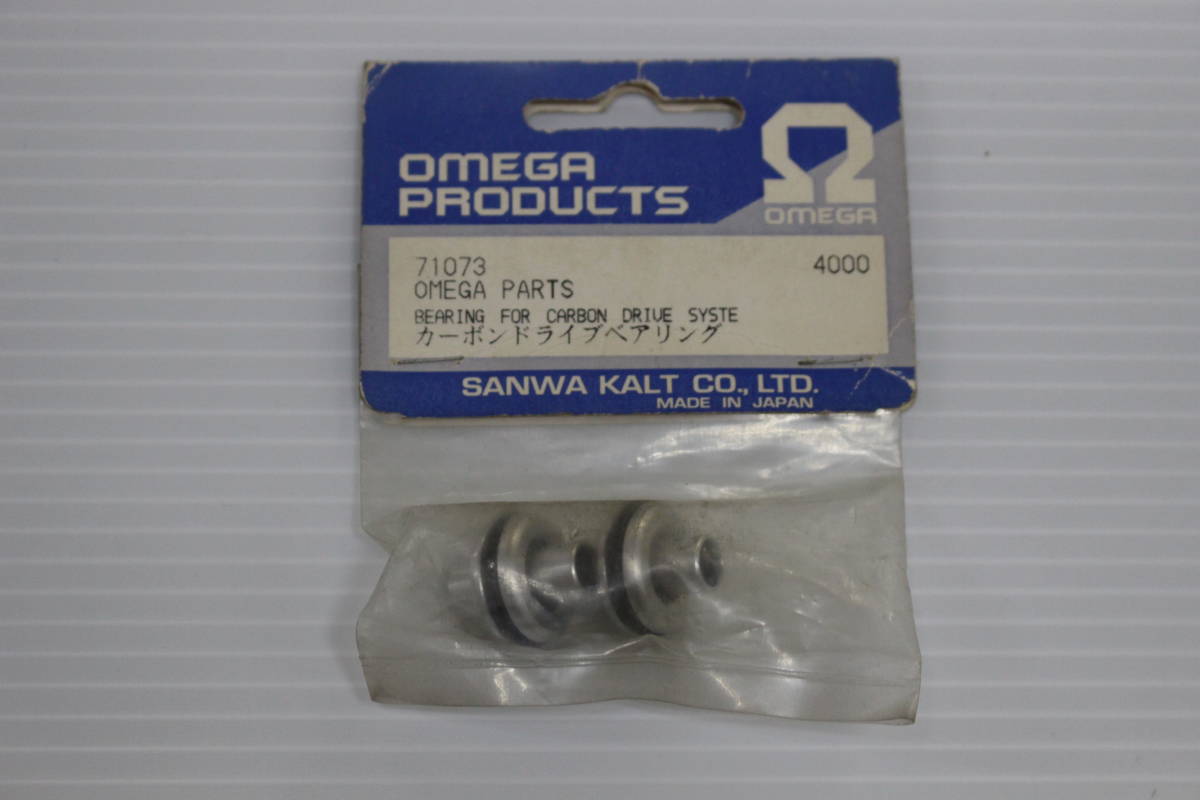 OMEGA
PRODUCTS
Ω
OMEGA
71073 4000
OMEGA PARTS
BEARING FOR CARBON DRIVE SYSTE
カーボンドライブベアリング
SANWA KALT CO., LTD.
MADE IN JAPAN